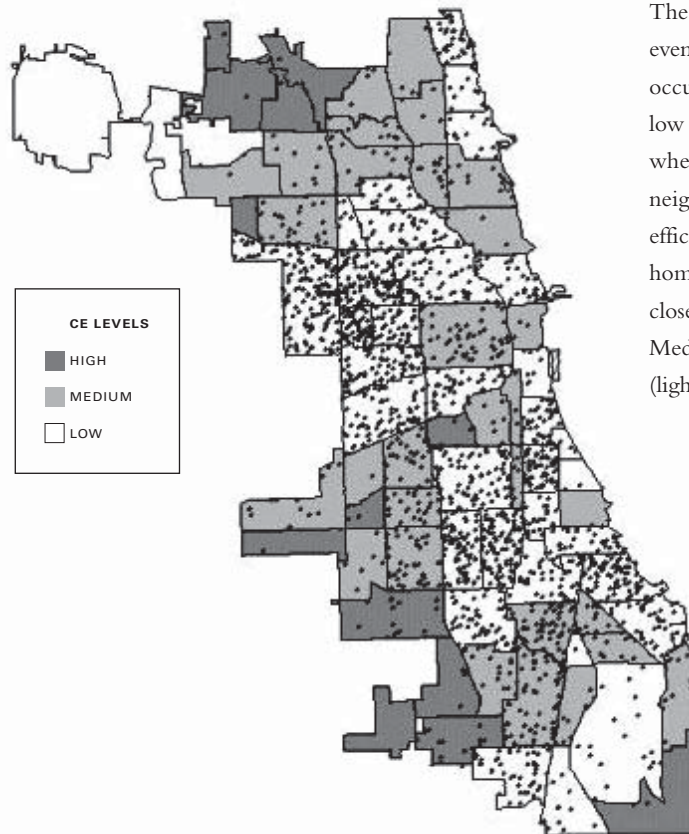 The
even
occu
low
whe
neig
effic
hom
close
Med
(ligh
CE LEVELS
HIGH
MEDIUM
LOW